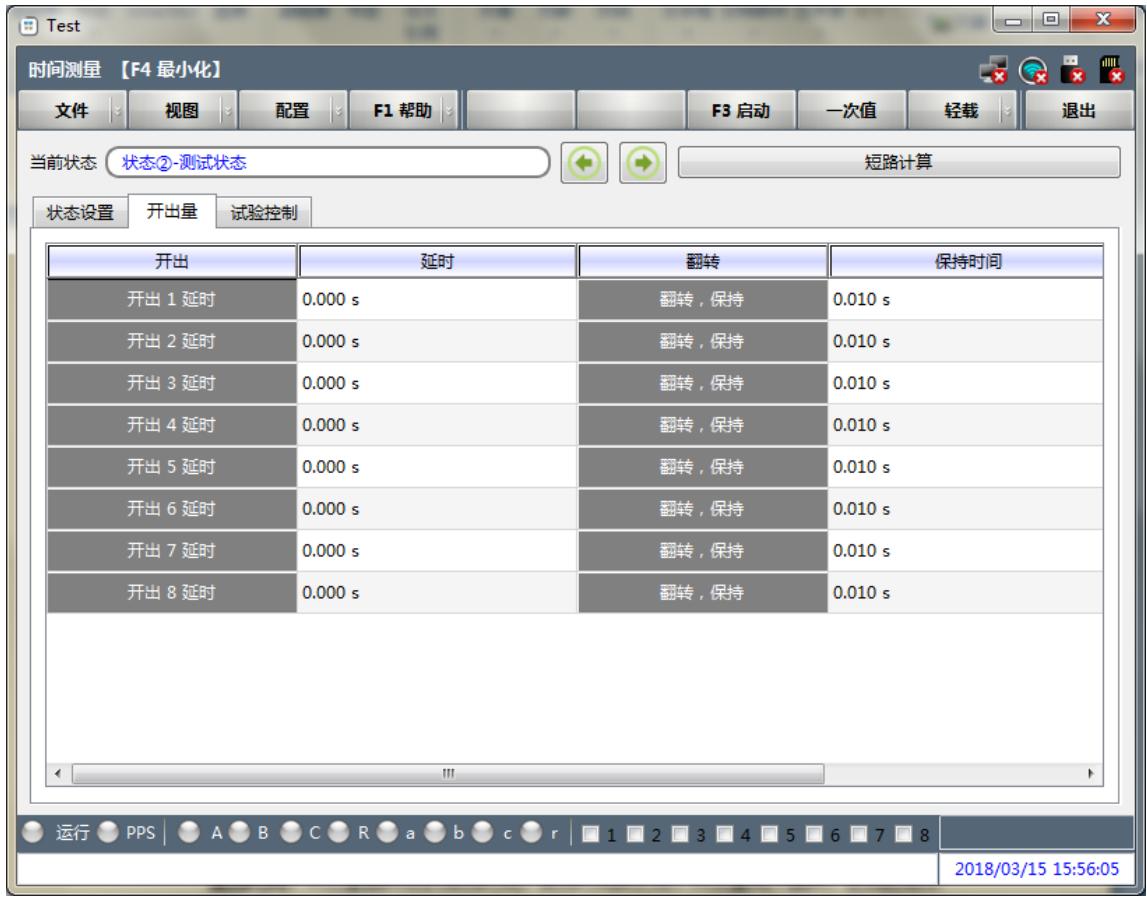 Test
时间测量 【F4 最小化】
文件 视图 配置 F1 帮助 F3 启动 一次值 轻载 退出
当前状态 状态②-测试状态 短路计算
状态设置 开出量 试验控制
开出 延时 翻转 保持时间
开出 1 延时 0.000 s 翻转，保持 0.010 s
开出 2 延时 0.000 s 翻转，保持 0.010 s
开出 3 延时 0.000 s 翻转，保持 0.010 s
开出 4 延时 0.000 s 翻转，保持 0.010 s
开出 5 延时 0.000 s 翻转，保持 0.010 s
开出 6 延时 0.000 s 翻转，保持 0.010 s
开出 7 延时 0.000 s 翻转，保持 0.010 s
开出 8 延时 0.000 s 翻转，保持 0.010 s
运行 PPS A B C R a b c r 1 2 3 4 5 6 7 8
2018/03/15 15:56:05